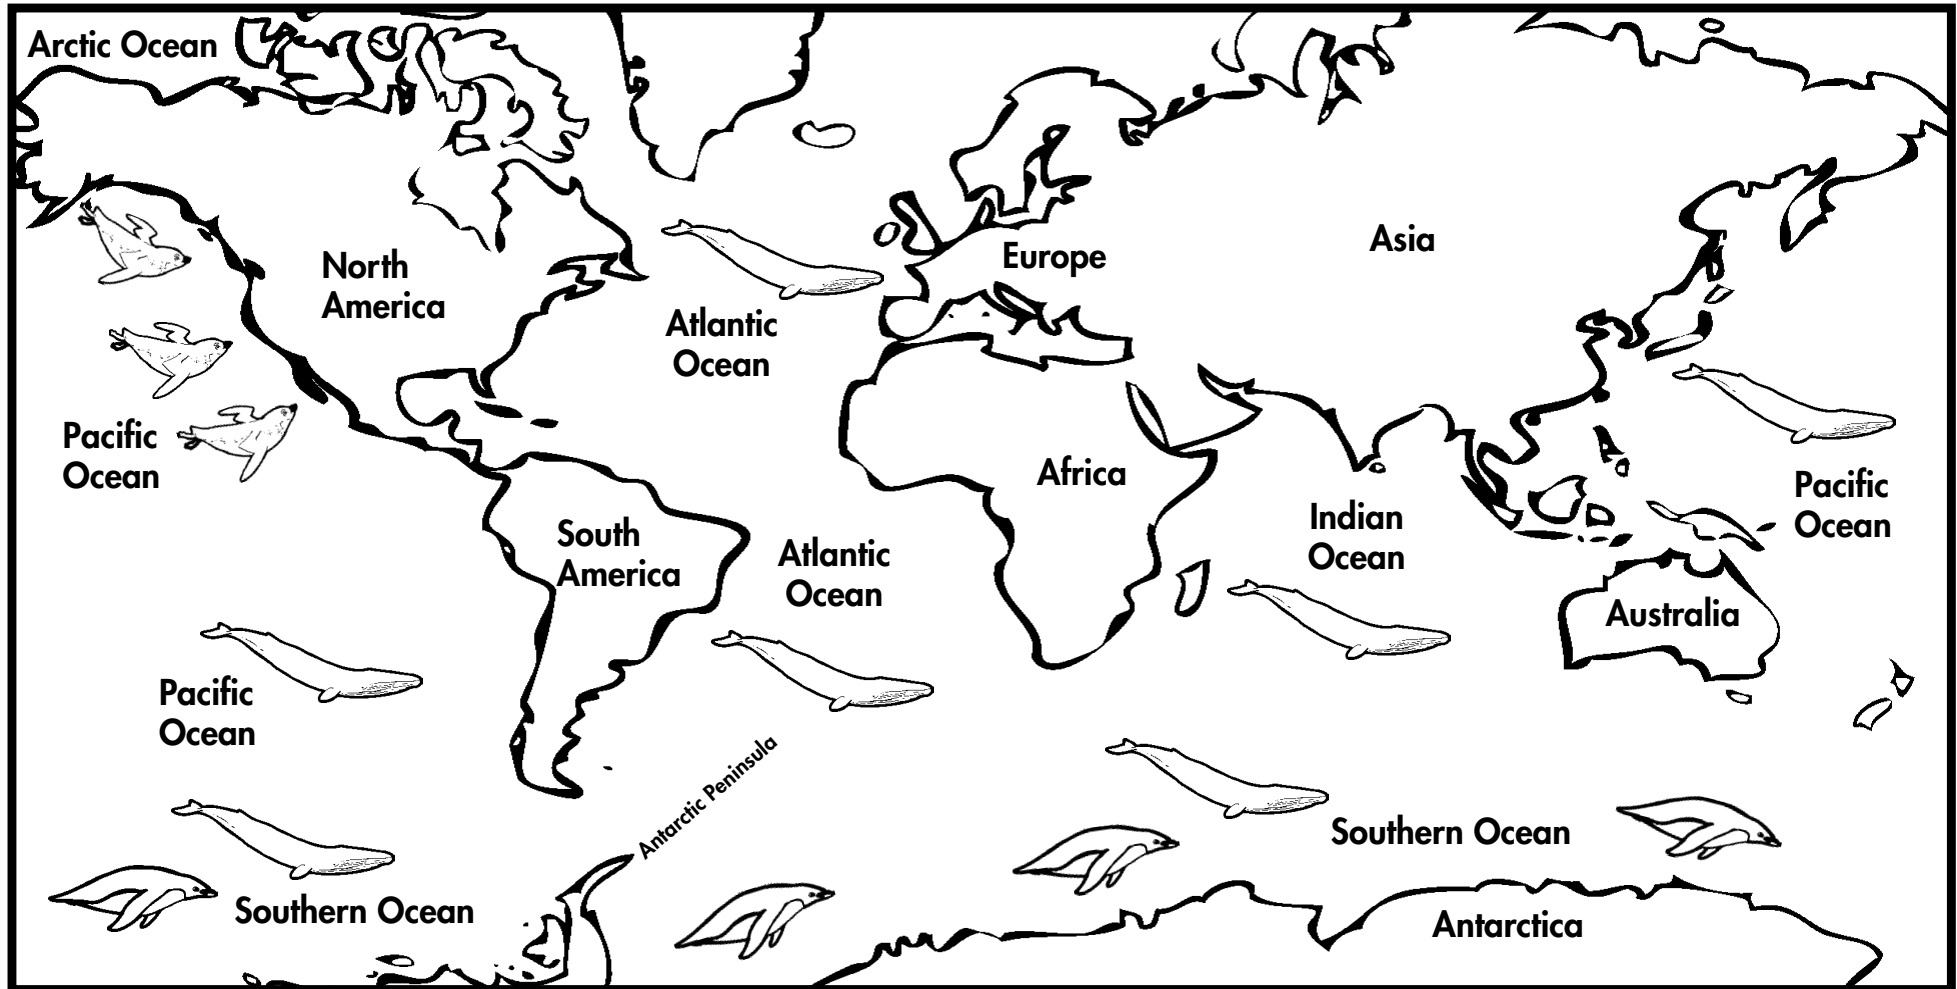 Arctic Ocean
North
America
Europe
Asia
Atlantic
Ocean
Pacific
Ocean
Africa
Indian
Ocean
Pacific
Ocean
South
America
Atlantic
Ocean
Australia
Pacific
Ocean
Antarctic Peninsula
Southern Ocean
Southern Ocean
Antarctica